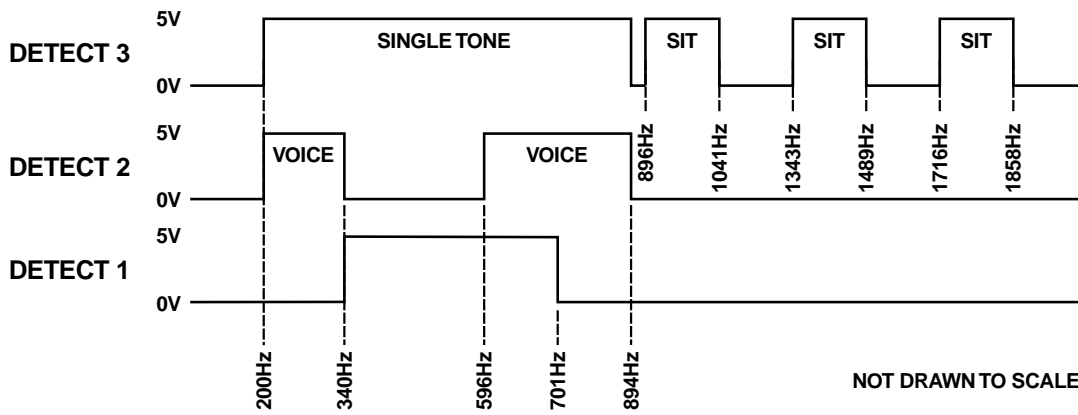 5V
DETECT 3
SINGLE TONE
SIT
SIT
SIT
0V
5V
DETECT 2
VOICE
VOICE
0V
896Hz
1041Hz
1343Hz
1489Hz
1716Hz
1858Hz
5V
DETECT 1
0V
200Hz
340Hz
596Hz
701Hz
894Hz
NOT DRAWN TO SCALE